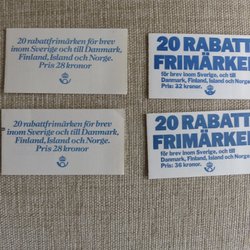 20 rabattfrimärken för brev
inom Sverige och till Danmark,
Finland, Island och Norge.
Pris 28 kronor
20 RABATT
FRIMÄRKEN
för brev inom Sverige, och till
Danmark, Finland, Island och Norge.
Pris: 32 kronor.
20 rabattfrimärken för brev
inom Sverige och till Danmark,
Finland, Island och Norge.
Pris 28 kronor
20 RABATT
FRIMÄRKEN
för brev inom Sverige, och till
Danmark, Finland, Island och Norge.
Pris: 36 kronor.